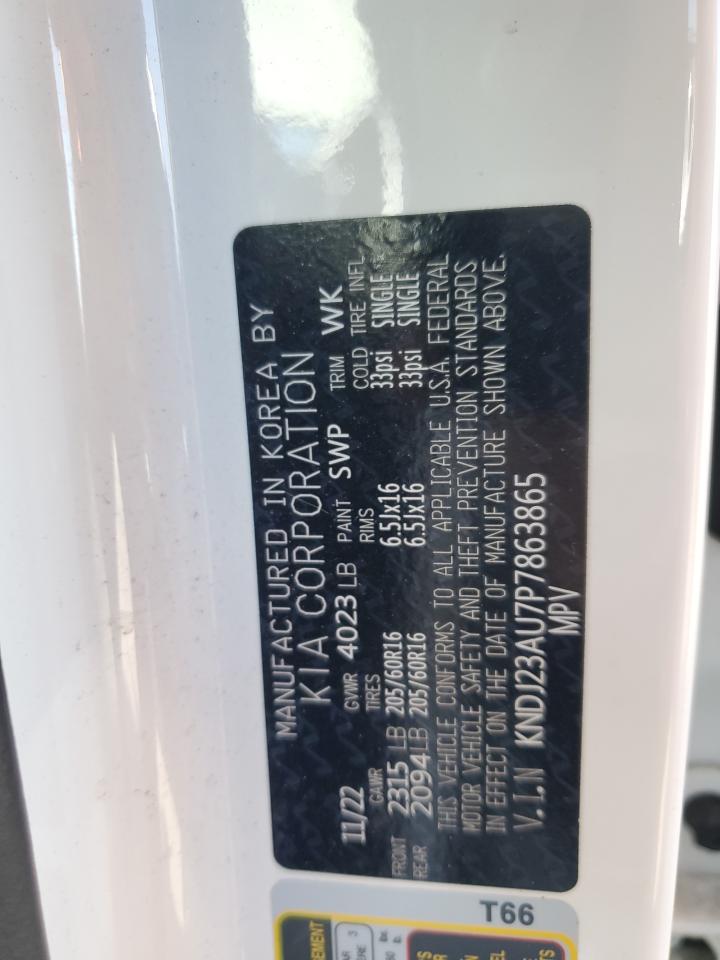 MANUFACTURED IN KOREA BY
KIA CORPORATION
11/22 GVWR 4023 LB PAINT SWP TRIM WK
GAWR TIRES RIMS COLD TIRE INFL
FRONT 2315 LB 205/60R16 6.5Jx16 33psi SINGLE
REAR 2094 LB 205/60R16 6.5Jx16 33psi SINGLE
THIS VEHICLE CONFORMS TO ALL APPLICABLE U.S.A. FEDERAL
MOTOR VEHICLE SAFETY AND THEFT PREVENTION STANDARDS
IN EFFECT ON THE DATE OF MANUFACTURE SHOWN ABOVE.
V.I.N KNDJ23AU7P7863865
MPV
T66